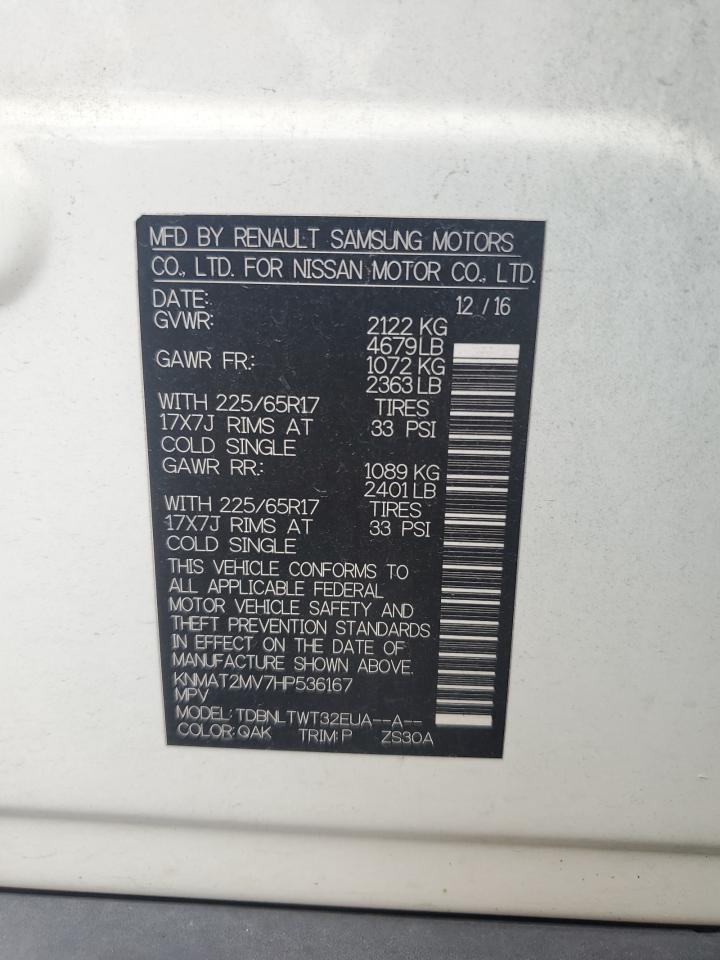 MFD BY RENAULT SAMSUNG MOTORS
CO., LTD. FOR NISSAN MOTOR CO., LTD.
DATE: 12 / 16
GVWR: 2122 KG
4679 LB
GAWR FR.: 1072 KG
2363 LB
WITH 225/65R17 TIRES
17X7J RIMS AT 33 PSI
COLD SINGLE
GAWR RR.: 1089 KG
2401 LB
WITH 225/65R17 TIRES
17X7J RIMS AT 33 PSI
COLD SINGLE
THIS VEHICLE CONFORMS TO
ALL APPLICABLE FEDERAL
MOTOR VEHICLE SAFETY AND
THEFT PREVENTION STANDARDS
IN EFFECT ON THE DATE OF
MANUFACTURE SHOWN ABOVE.
KNMAT2MV7HP536167
MPV
MODEL: TDBNLTWT32EUA--A--
COLOR: QAK TRIM: P ZS30A